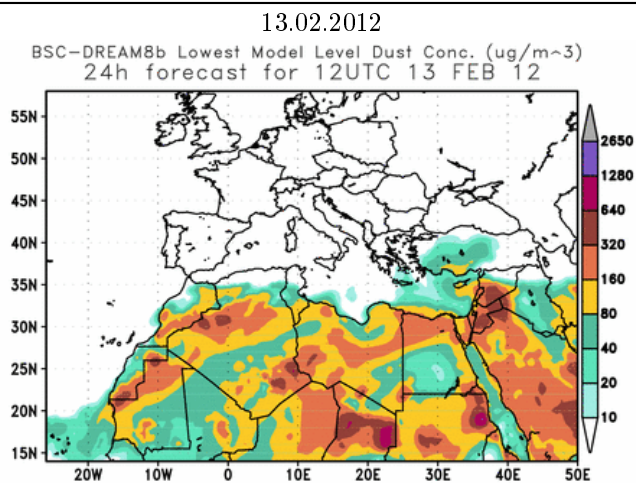 13.02.2012
BSC-DREAM8b Lowest Model Level Dust Conc. (ug/m^3)
24h forecast for 12UTC 13 FEB 12
55N
50N
45N
40N
35N
30N
25N
20N
15N
20W 10W 0 10E 20E 30E 40E 50E
2650
1280
640
320
160
80
40
20
10